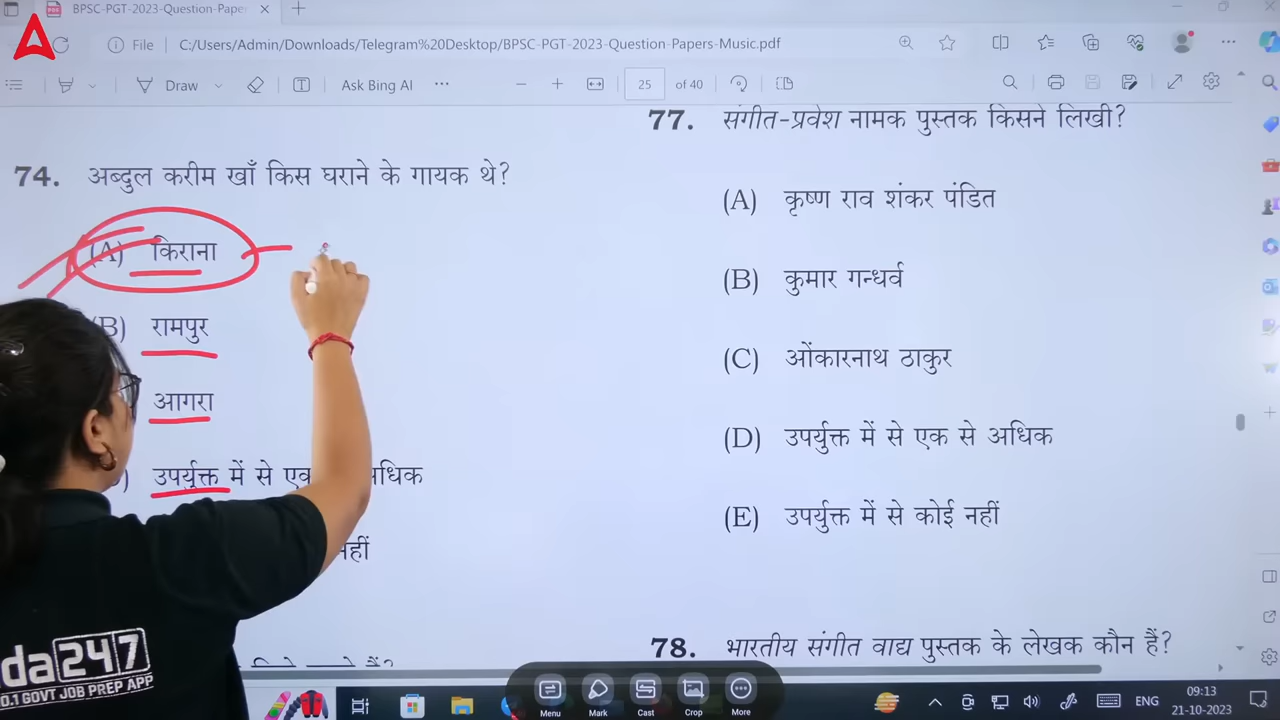 BPSC-PGT-2023-Question-Pape
File
C:/Users/Admin/Downloads/Telegram%20Desktop/BPSC-PGT-2023-Question-Papers-Music.pdf
Draw
Ask Bing AI
25
of 40
74. अब्दुल करीम खाँ किस घराने के गायक थे?
(A) किराना
(B) रामपुर
आगरा
उपर्युक्त में से
अधिक
नहीं
77. संगीत-प्रवेश नामक पुस्तक किसने लिखी?
(A) कृष्ण राव शंकर पंडित
(B) कुमार गन्धर्व
(C) ओंकारनाथ ठाकुर
(D) उपर्युक्त में से एक से अधिक
(E) उपर्युक्त में से कोई नहीं
78. भारतीय संगीत वाद्य पुस्तक के लेखक कौन हैं?
da247
O.1 GOVT JOB PREP APP
Menu
Mark
Cast
Crop
More
ENG
09:13
21-10-2023